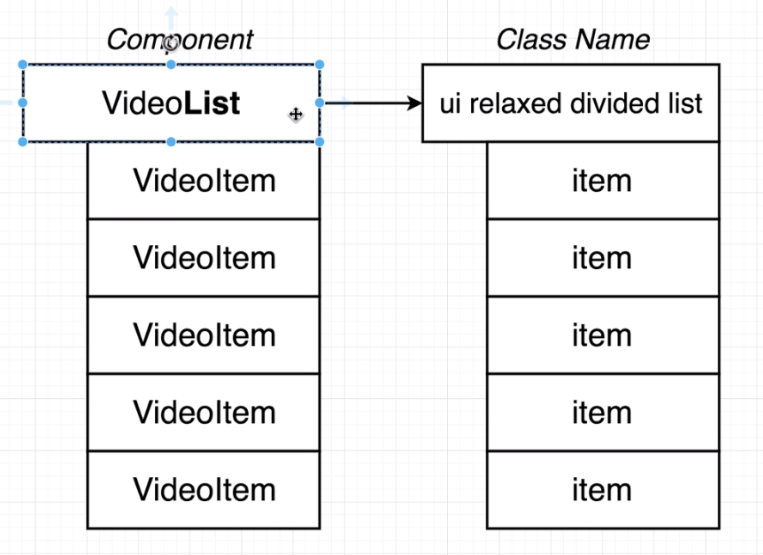 Component
Class Name
VideoList
ui relaxed divided list
VideoItem
item
VideoItem
item
VideoItem
item
VideoItem
item
VideoItem
item